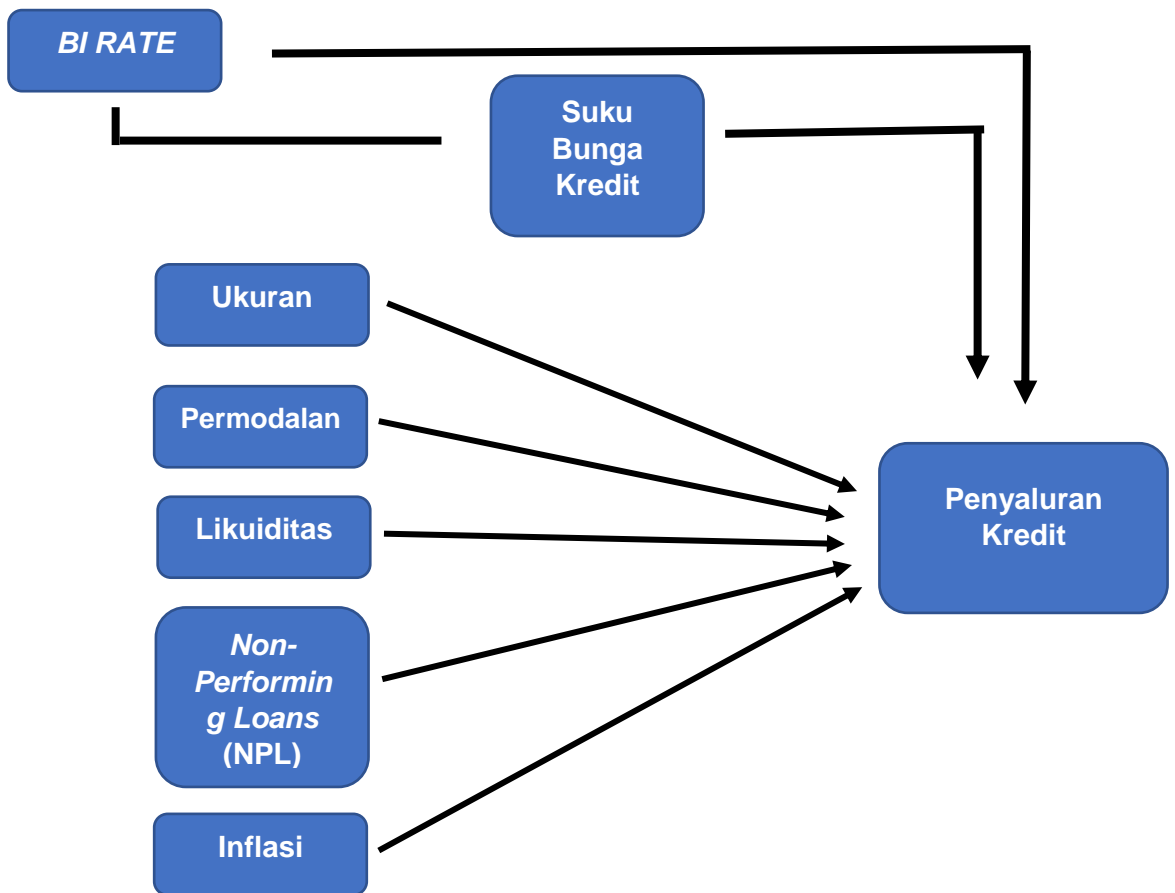 BI RATE
Suku
Bunga
Kredit
Ukuran
Permodalan
Likuiditas
Non-
Performin
g Loans
(NPL)
Inflasi
Penyaluran
Kredit